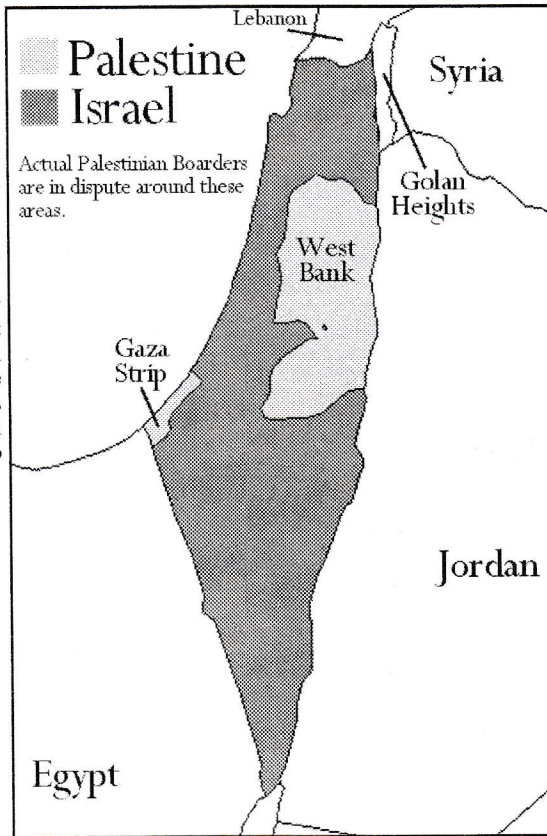 Lebanon
Palestine
Israel
Syria
Actual Palestinian Boarders
are in dispute around these
areas.
Golan
Heights
West
Bank
Gaza
Strip
Jordan
Egypt